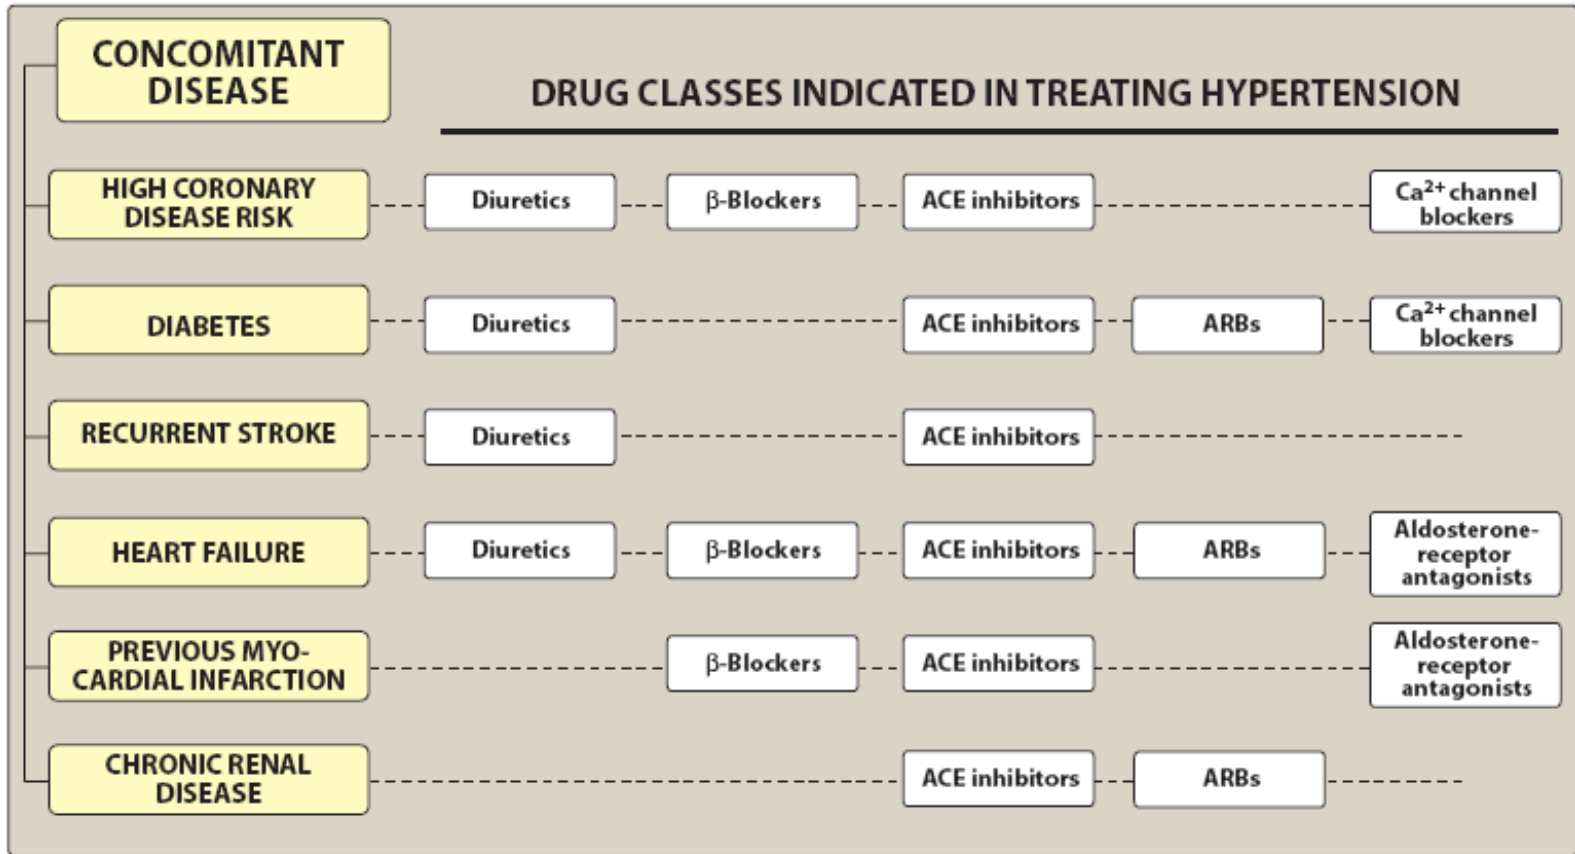 CONCOMITANT
DISEASE
DRUG CLASSES INDICATED IN TREATING HYPERTENSION
HIGH CORONARY
DISEASE RISK
Diuretics
β-Blockers
ACE inhibitors
Ca²⁺ channel
blockers
DIABETES
Diuretics
ACE inhibitors
ARBs
Ca²⁺ channel
blockers
RECURRENT STROKE
Diuretics
ACE inhibitors
HEART FAILURE
Diuretics
β-Blockers
ACE inhibitors
ARBs
Aldosterone-
receptor
antagonists
PREVIOUS MYO-
CARDIAL INFARCTION
β-Blockers
ACE inhibitors
Aldosterone-
receptor
antagonists
CHRONIC RENAL
DISEASE
ACE inhibitors
ARBs